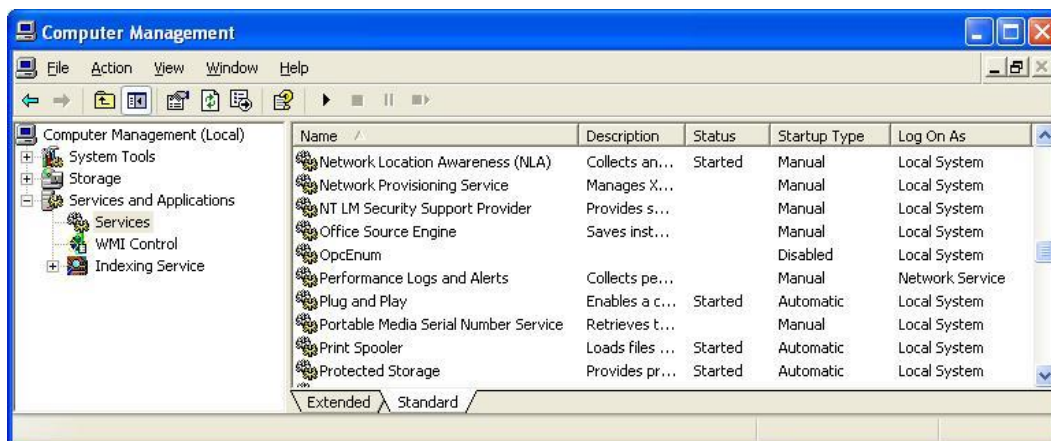 Computer Management
File Action View Window Help
Computer Management (Local)
System Tools
Storage
Services and Applications
Services
WMI Control
Indexing Service
Name Description Status Startup Type Log On As
Network Location Awareness (NLA) Collects an... Started Manual Local System
Network Provisioning Service Manages X... Manual Local System
NT LM Security Support Provider Provides s... Manual Local System
Office Source Engine Saves inst... Manual Local System
OpcEnum Disabled Local System
Performance Logs and Alerts Collects pe... Manual Network Service
Plug and Play Enables a c... Started Automatic Local System
Portable Media Serial Number Service Retrieves t... Manual Local System
Print Spooler Loads files ... Started Automatic Local System
Protected Storage Provides pr... Started Automatic Local System
Extended Standard